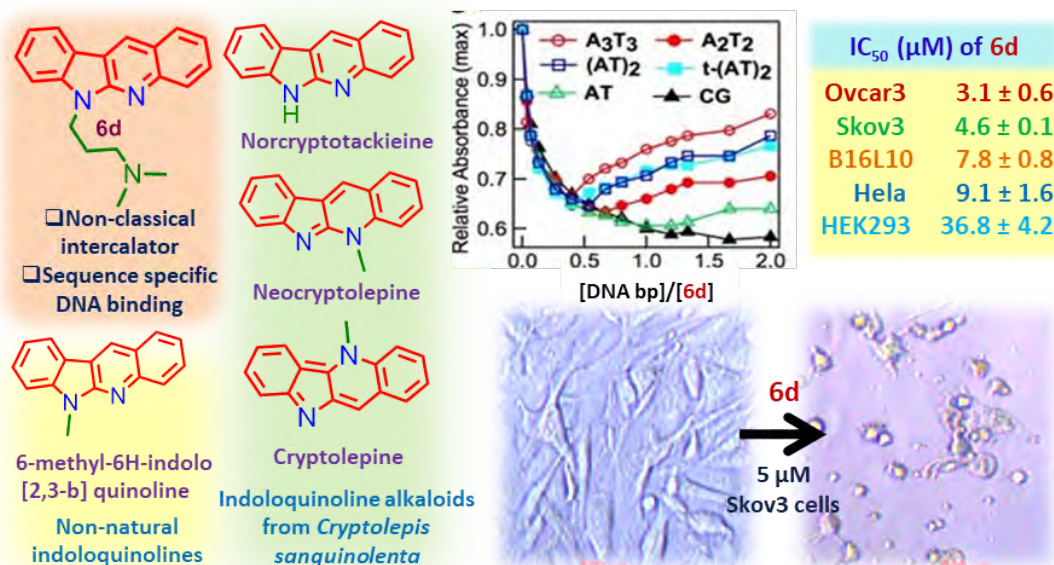 N
N
6d
N
❑Non-classical
intercalator
❑Sequence specific
DNA binding
N
N
6-methyl-6H-indolo
[2,3-b] quinoline
Non-natural
indoloquinolines
N
H
N
Norcryptotackieine
N
N
Neocryptolepine
N
N
Cryptolepine
Indoloquinoline alkaloids
from Cryptolepis
sanguinolenta
Relative Absorbance (max)
1.0
0.9
0.8
0.7
0.6
A3T3
A2T2
(AT)2
t-(AT)2
AT
CG
0.0 0.5 1.0 1.5 2.0
[DNA bp]/[6d]
IC50 (µM) of 6d
Ovcar3 3.1 ± 0.6
Skov3 4.6 ± 0.1
B16L10 7.8 ± 0.8
Hela 9.1 ± 1.6
HEK293 36.8 ± 4.2
6d
5 µM
Skov3 cells